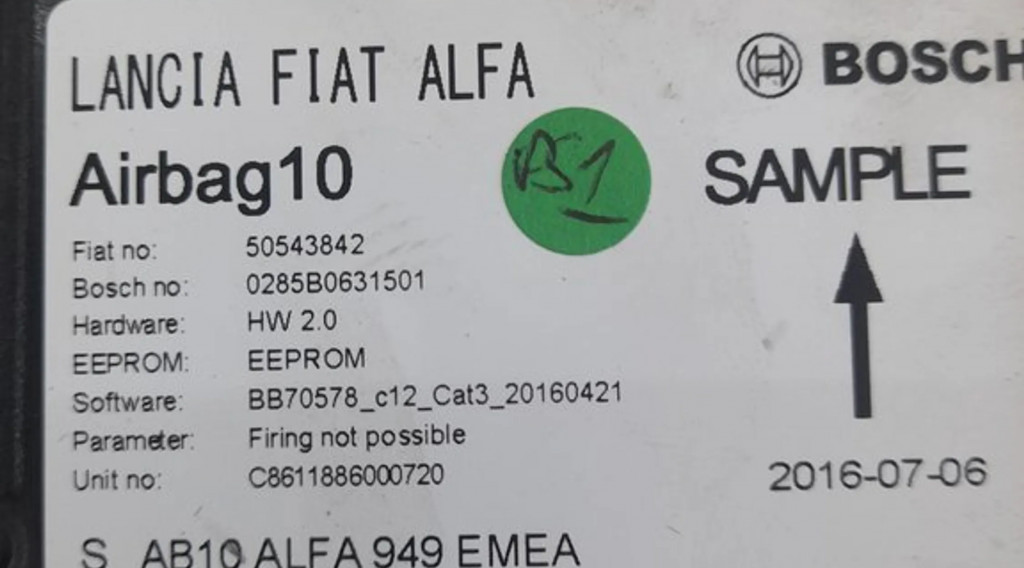 LANCIA FIAT ALFA
BOSCH
Airbag10
SAMPLE
Fiat no: 50543842
Bosch no: 0285B0631501
Hardware: HW 2.0
EEPROM: EEPROM
Software: BB70578_c12_Cat3_20160421
Parameter: Firing not possible
Unit no: C8611886000720
2016-07-06
S AB10 ALFA 949 EMEA